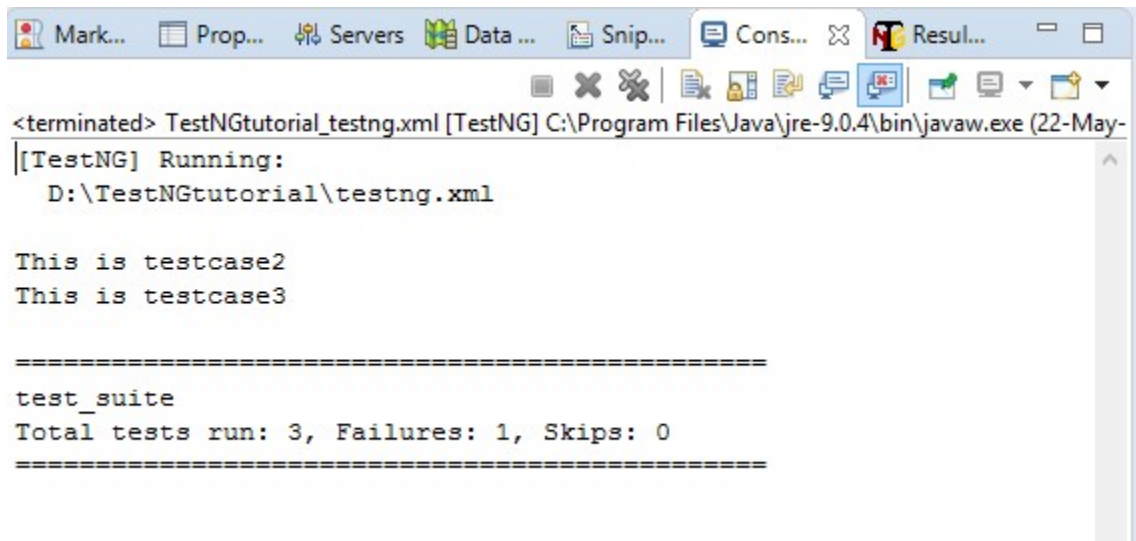 Mark... Prop... Servers Data ... Snip... Cons... Resul...
<terminated> TestNGtutorial_testng.xml [TestNG] C:\Program Files\Java\jre-9.0.4\bin\javaw.exe (22-May-
[TestNG] Running:
  D:\TestNGtutorial\testng.xml
This is testcase2
This is testcase3
===============================================
test_suite
Total tests run: 3, Failures: 1, Skips: 0
===============================================